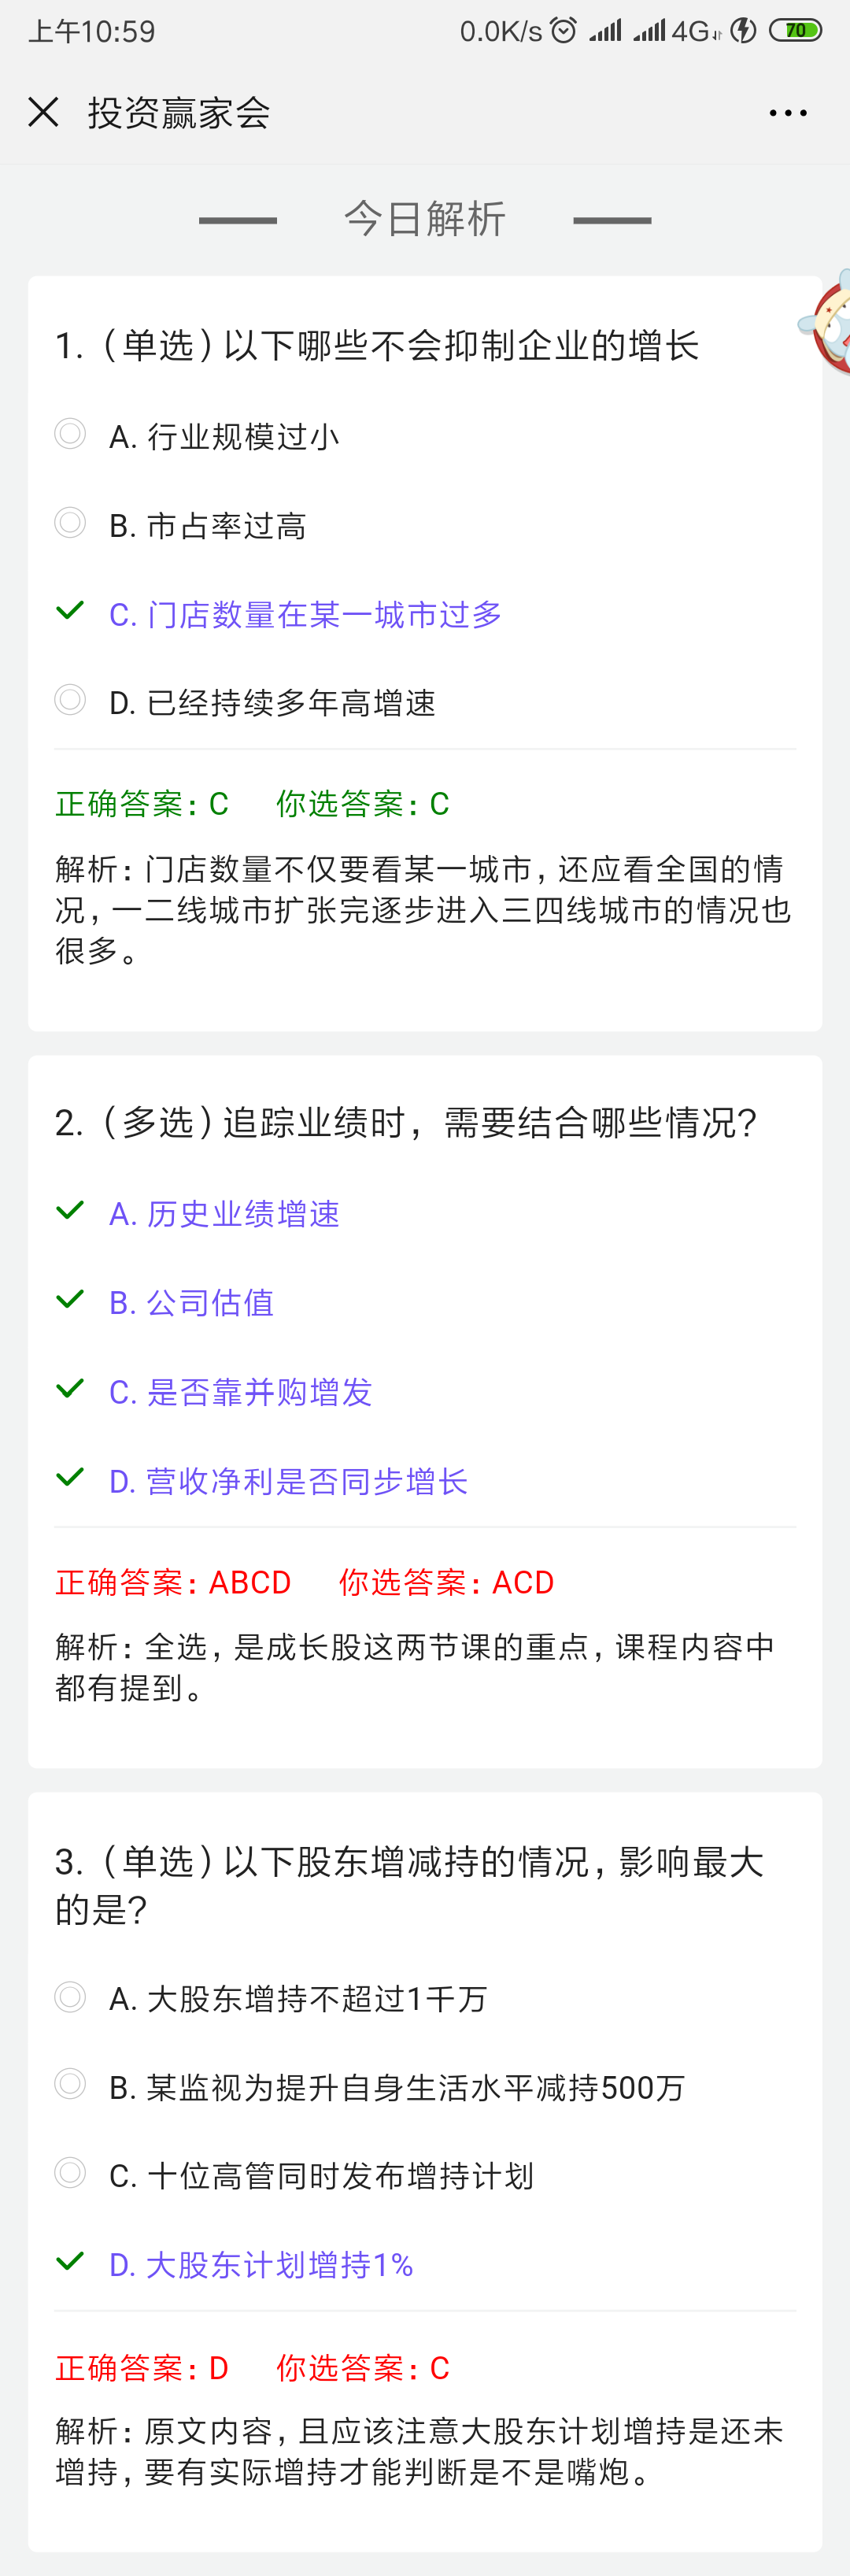 上午10:59
0.0K/s 4G 70
投资赢家会
今日解析
1.（单选）以下哪些不会抑制企业的增长
A. 行业规模过小
B. 市占率过高
C. 门店数量在某一城市过多
D. 已经持续多年高增速
正确答案：C 你选答案：C
解析：门店数量不仅要看某一城市，还应看全国的情
况，一二线城市扩张完逐步进入三四线城市的情况也
很多。
2.（多选）追踪业绩时，需要结合哪些情况？
A. 历史业绩增速
B. 公司估值
C. 是否靠并购增发
D. 营收净利是否同步增长
正确答案：ABCD 你选答案：ACD
解析：全选，是成长股这两节课的重点，课程内容中
都有提到。
3.（单选）以下股东增减持的情况，影响最大
的是？
A. 大股东增持不超过1千万
B. 某监视为提升自身生活水平减持500万
C. 十位高管同时发布增持计划
D. 大股东计划增持1%
正确答案：D 你选答案：C
解析：原文内容，且应该注意大股东计划增持是还未
增持，要有实际增持才能判断是不是嘴炮。